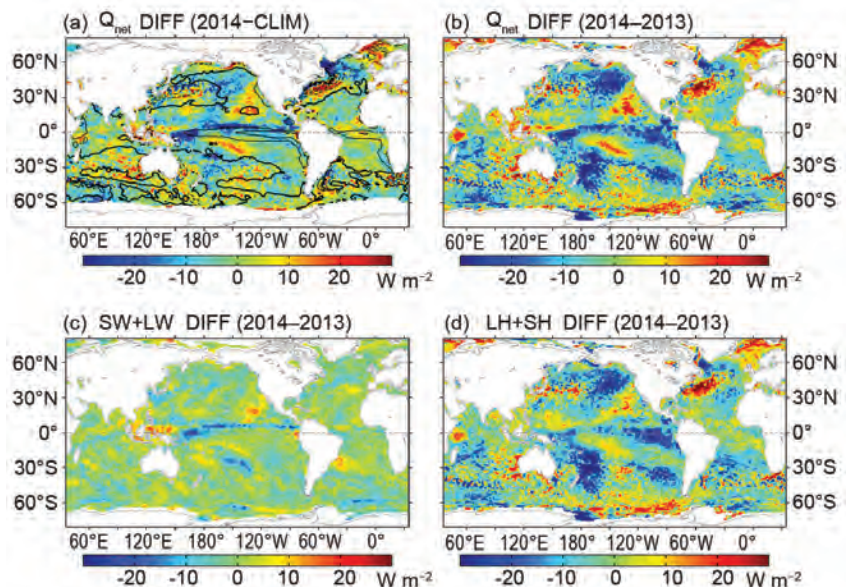 (a) Qnet DIFF (2014−CLIM)
(b) Qnet DIFF (2014–2013)
60°N
30°N
0°
30°S
60°S
60°N
30°N
0°
30°S
60°S
60°E 120°E 180° 120°W 60°W 0°
60°E 120°E 180° 120°W 60°W 0°
-20 -10 0 10 20 W m⁻²
-20 -10 0 10 20 W m⁻²
(c) SW+LW DIFF (2014–2013)
(d) LH+SH DIFF (2014–2013)
60°N
30°N
0°
30°S
60°S
60°N
30°N
0°
30°S
60°S
60°E 120°E 180° 120°W 60°W 0°
60°E 120°E 180° 120°W 60°W 0°
-20 -10 0 10 20 W m⁻²
-20 -10 0 10 20 W m⁻²